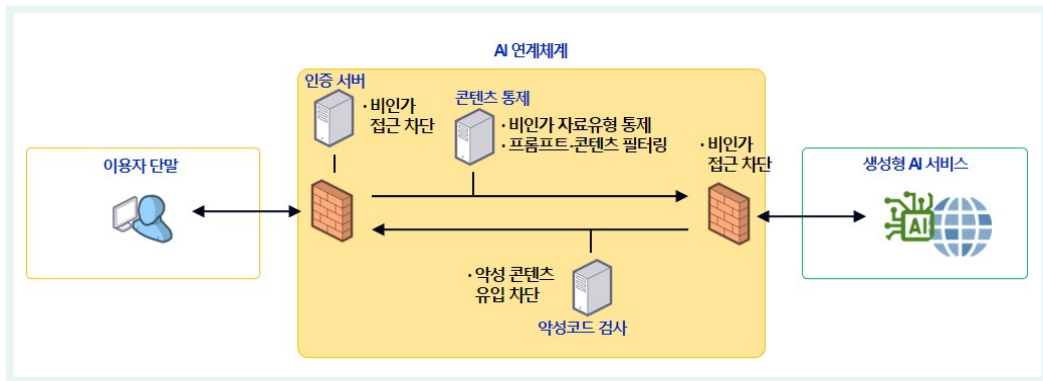 AI 연계체계
인증 서버
· 비인가
접근 차단
콘텐츠 통제
· 비인가 자료유형 통제
· 프롬프트·콘텐츠 필터링
이용자 단말
· 비인가
접근 차단
생성형 AI 서비스
AI
· 악성 콘텐츠
유입 차단
악성코드 검사